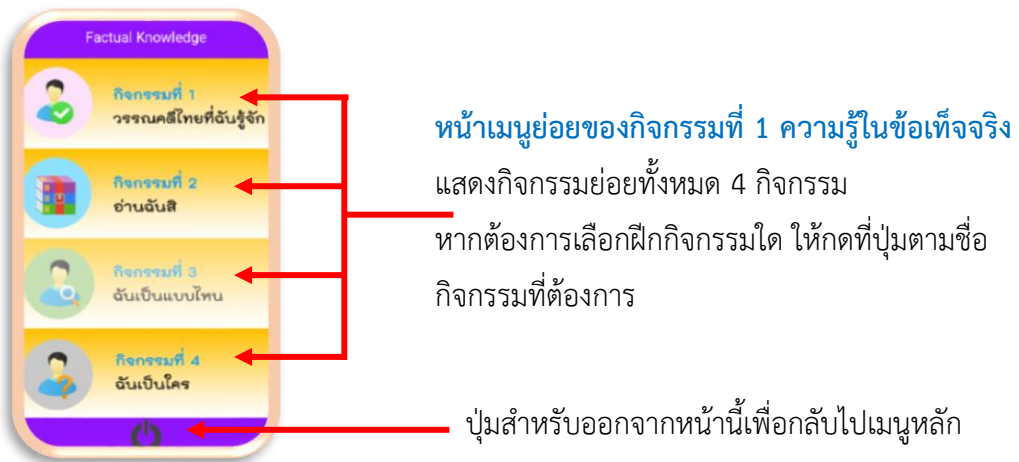 Factual Knowledge
กิจกรรมที่ 1
วรรณคดีไทยที่ฉันรู้จัก
กิจกรรมที่ 2
อ่านฉันสิ
กิจกรรมที่ 3
ฉันเป็นแบบไหน
กิจกรรมที่ 4
ฉันเป็นใคร
หน้าเมนูย่อยของกิจกรรมที่ 1 ความรู้ในข้อเท็จจริง
แสดงกิจกรรมย่อยทั้งหมด 4 กิจกรรม
หากต้องการเลือกฝึกกิจกรรมใด ให้กดที่ปุ่มตามชื่อ
กิจกรรมที่ต้องการ
ปุ่มสำหรับออกจากหน้านี้เพื่อกลับไปเมนูหลัก